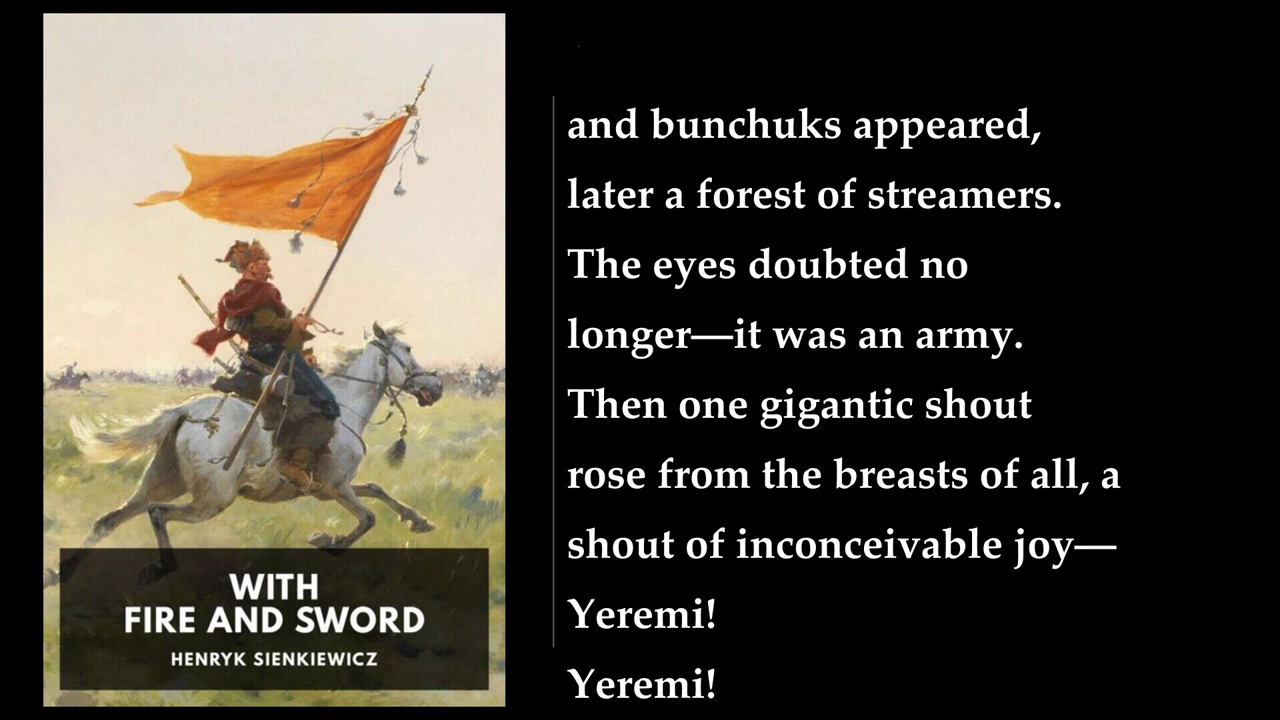 WITH
FIRE AND SWORD
HENRYK SIENKIEWICZ
and bunchuks appeared,
later a forest of streamers.
The eyes doubted no
longer—it was an army.
Then one gigantic shout
rose from the breasts of all, a
shout of inconceivable joy—
Yeremi!
Yeremi!